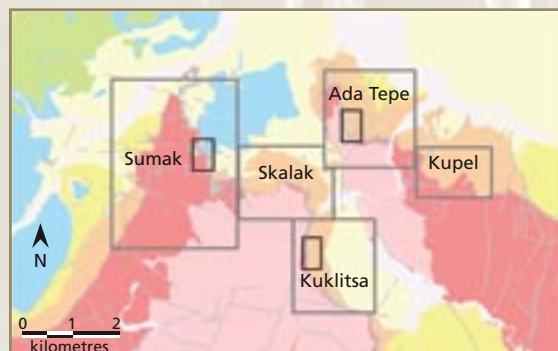 Ada Tepe
Sumak
Skalak
Kupel
N
Kuklitsa
0 1 2
kilometres